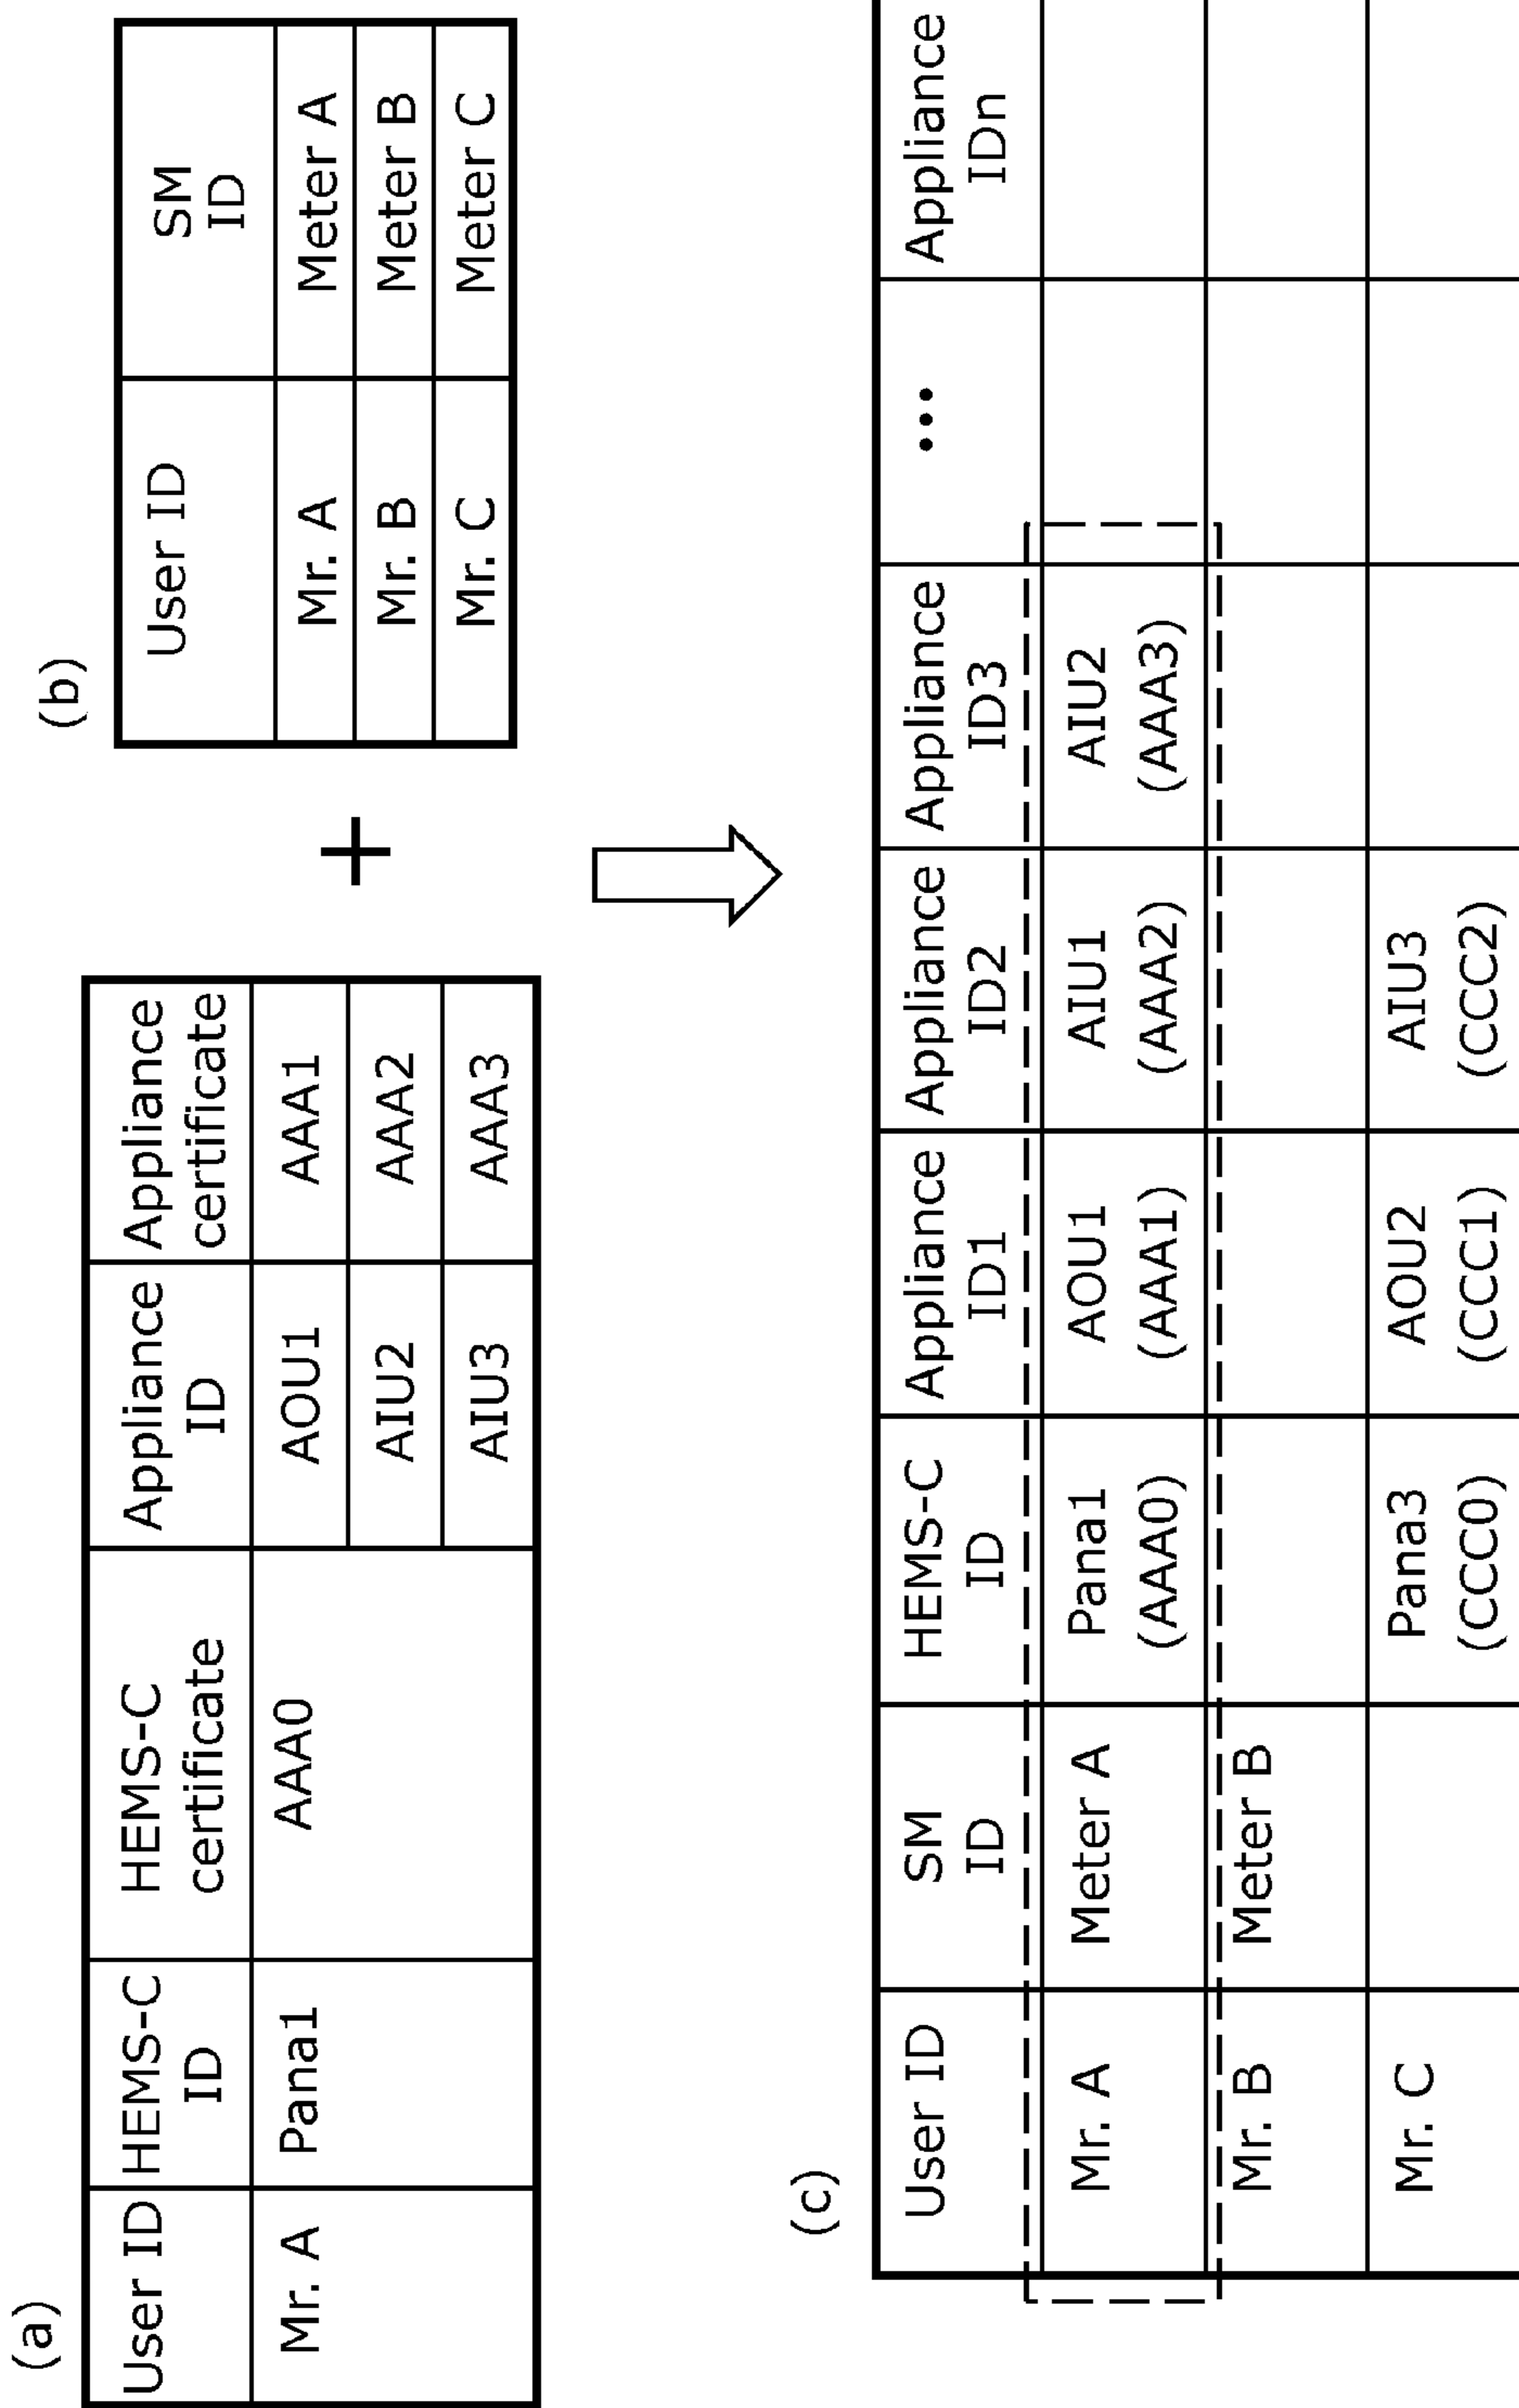 (a)
User ID
HEMS-C
ID
HEMS-C
certificate
Appliance
ID
Appliance
certificate
Mr. A
Pana1
AAA0
AOU1
AAA1
AIU2
AAA2
AIU3
AAA3
+
(b)
User ID
SM
ID
Mr. A
Meter A
Mr. B
Meter B
Mr. C
Meter C
(c)
User ID
SM
ID
HEMS-C
ID
Appliance
ID1
Appliance
ID2
Appliance
ID3
...
Appliance
IDn
Mr. A
Meter A
Pana1
(AAA0)
AOU1
(AAA1)
AIU1
(AAA2)
AIU2
(AAA3)
Mr. B
Meter B
Mr. C
Pana3
(CCC0)
AOU2
(CCC1)
AIU3
(CCC2)